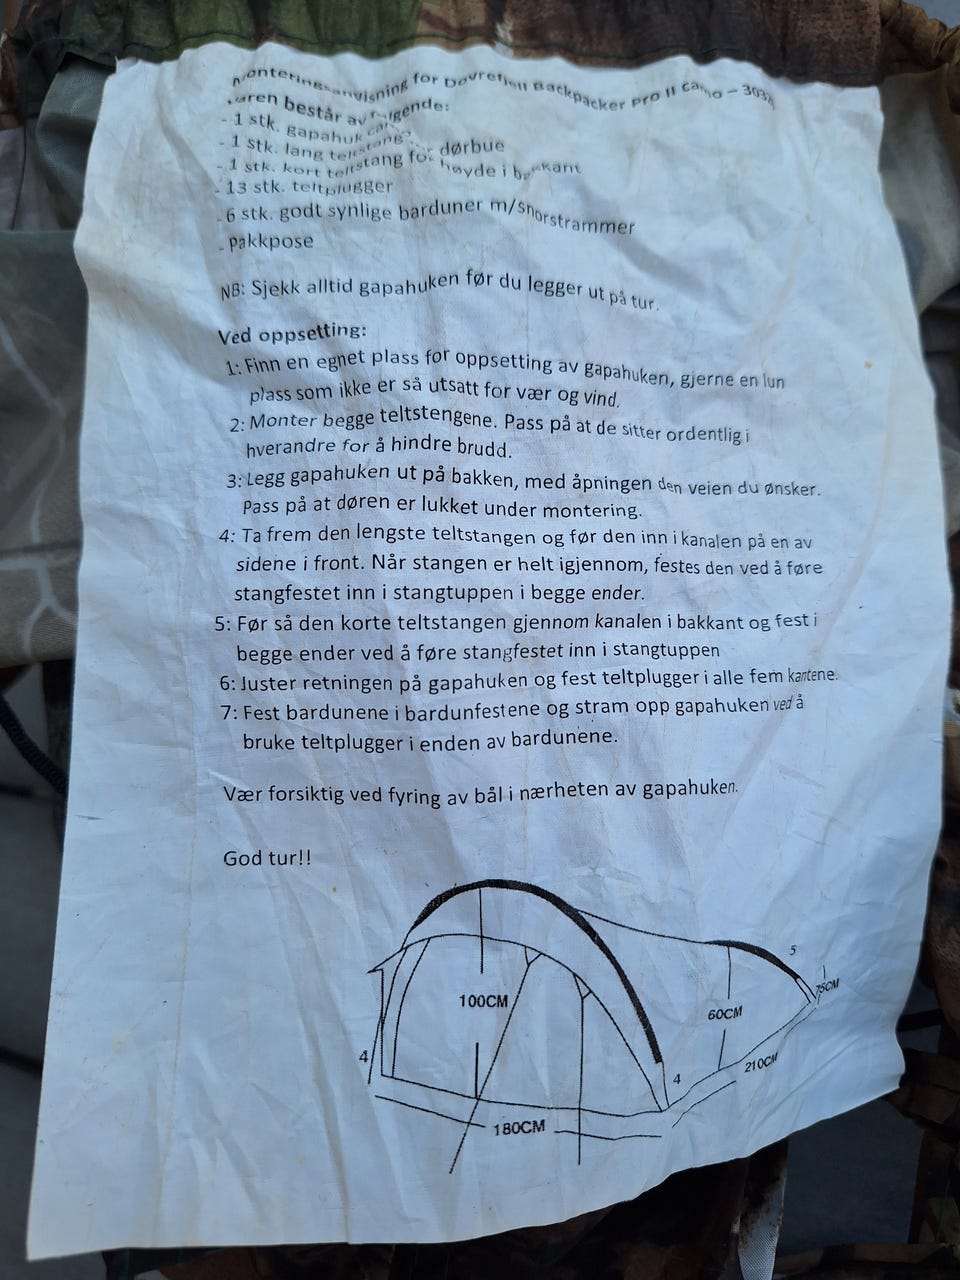 Monteringsanvisning for Dovrefjell Backpacker Pro II Camo –
Varen består av følgende:
- 1 stk. gapahuk camo
- 1 stk. lang teltstang dørbue
- 1 stk. kort teltstang for høyde i bakkant
- 13 stk. teltplugger
- 6 stk. godt synlige barduner m/snorstrammer
- pakkpose
NB: Sjekk alltid gapahuken før du legger ut på tur.
Ved oppsetting:
1: Finn en egnet plass for oppsetting av gapahuken, gjerne en lun
plass som ikke er så utsatt for vær og vind.
2: Monter begge teltstengene. Pass på at de sitter ordentlig i
hverandre for å hindre brudd.
3: Legg gapahuken ut på bakken, med åpningen den veien du ønsker.
Pass på at døren er lukket under montering.
4: Ta frem den lengste teltstangen og før den inn i kanalen på en av
sidene i front. Når stangen er helt igjennom, festes den ved å føre
stangfestet inn i stangtuppen i begge ender.
5: Før så den korte teltstangen gjennom kanalen i bakkant og fest i
begge ender ved å føre stangfestet inn i stangtuppen
6: Juster retningen på gapahuken og fest teltplugger i alle fem kantene.
7: Fest bardunene i bardunfestene og stram opp gapahuken ved å
bruke teltplugger i enden av bardunene.
Vær forsiktig ved fyring av bål i nærheten av gapahuken.
God tur!!
5
75CM
100CM
60CM
4
210CM
4
180CM